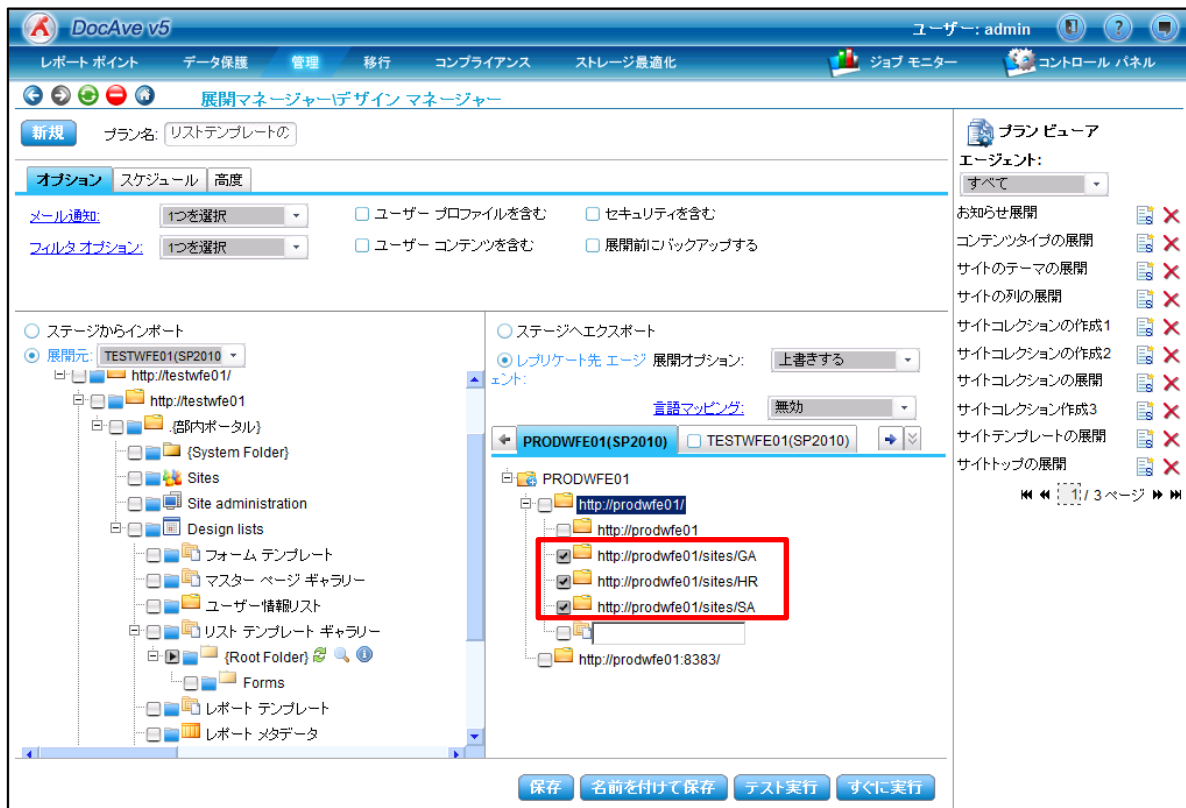 DocAve v5
ユーザー: admin
レポート ポイント データ保護 管理 移行 コンプライアンス ストレージ最適化 ジョブ モニター コントロール パネル
展開マネージャー\デザイン マネージャー
新規 プラン名: リストテンプレートの
オプション スケジュール 高度
メール通知: 1つを選択 ユーザー プロファイルを含む セキュリティを含む
フィルタ オプション: 1つを選択 ユーザー コンテンツを含む 展開前にバックアップする
ステージからインポート
展開元: TESTWFE01(SP2010
http://testwfe01/
http://testwfe01
.{部内ポータル}
{System Folder}
Sites
Site administration
Design lists
フォーム テンプレート
マスター ページ ギャラリー
ユーザー情報リスト
リスト テンプレート ギャラリー
{Root Folder}
Forms
レポート テンプレート
レポート メタデータ
ステージへエクスポート
レプリケート先 エージェント: 展開オプション: 上書きする
言語マッピング: 無効
PRODWFE01(SP2010) TESTWFE01(SP2010)
PRODWFE01
http://prodwfe01/
http://prodwfe01
http://prodwfe01/sites/GA
http://prodwfe01/sites/HR
http://prodwfe01/sites/SA
http://prodwfe01:8383/
保存 名前を付けて保存 テスト実行 すぐに実行
プラン ビューア
エージェント:
すべて
お知らせ展開
コンテンツタイプの展開
サイトのテーマの展開
サイトの列の展開
サイトコレクションの作成1
サイトコレクションの作成2
サイトコレクションの展開
サイトコレクション作成3
サイトテンプレートの展開
サイトトップの展開
1 / 3 ページ